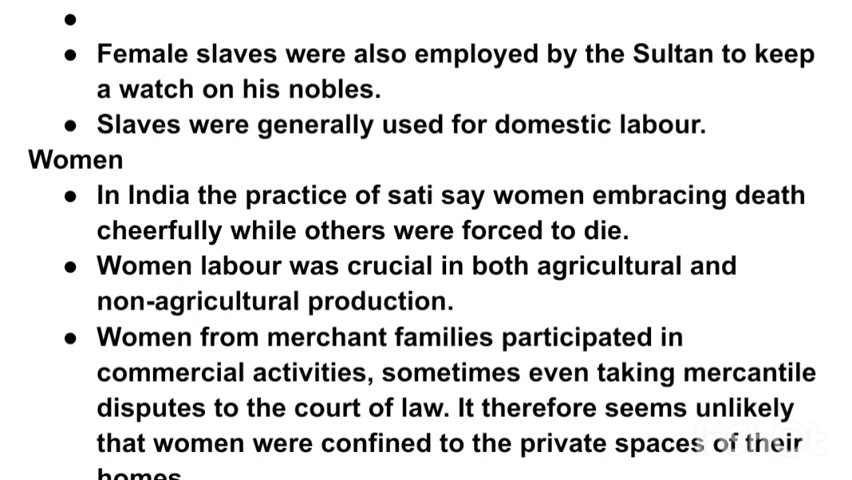 ● Female slaves were also employed by the Sultan to keep
a watch on his nobles.
● Slaves were generally used for domestic labour.
Women
● In India the practice of sati say women embracing death
cheerfully while others were forced to die.
● Women labour was crucial in both agricultural and
non-agricultural production.
● Women from merchant families participated in
commercial activities, sometimes even taking mercantile
disputes to the court of law. It therefore seems unlikely
that women were confined to the private spaces of their
homes